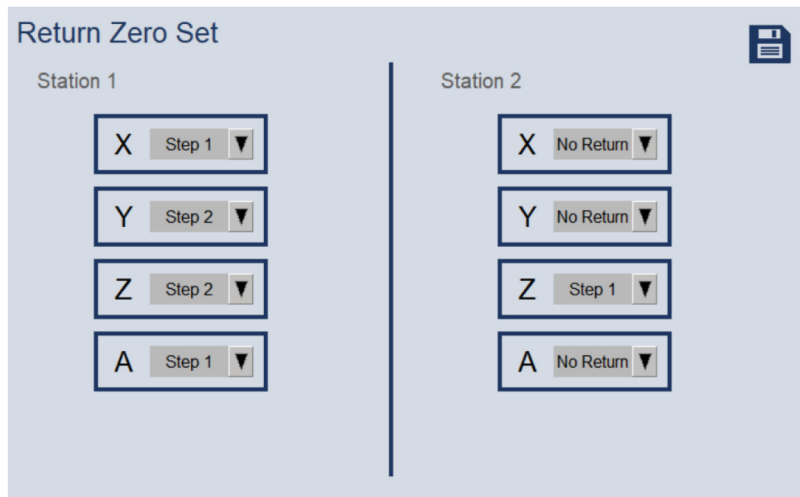 Return Zero Set
Station 1
X Step 1
Y Step 2
Z Step 2
A Step 1
Station 2
X No Return
Y No Return
Z Step 1
A No Return